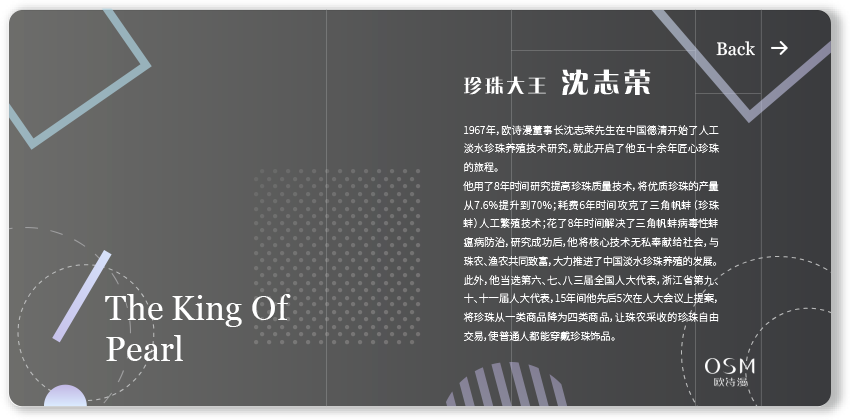 Back →
珍珠大王 沈志荣
1967年,欧诗漫董事长沈志荣先生在中国德清开始了人工
淡水珍珠养殖技术研究,就此开启了他五十余年匠心珍珠
的旅程。
他用了8年时间研究提高珍珠质量技术,将优质珍珠的产量
从7.6%提升到70%;耗费6年时间攻克了三角帆蚌(珍珠
蚌)人工繁殖技术;花了8年时间解决了三角帆蚌病毒性蚌
瘟病防治,研究成功后,他将核心技术无私奉献给社会,与
珠农、渔农共同致富,大力推进了中国淡水珍珠养殖的发展。
此外,他当选第六、七、八三届全国人大代表,浙江省第九、
十、十一届人大代表,15年间他先后5次在人大会议上提案,
将珍珠从一类商品降为四类商品,让珠农采收的珍珠自由
交易,使普通人都能穿戴珍珠饰品。
The King Of
Pearl
OSM
欧诗漫